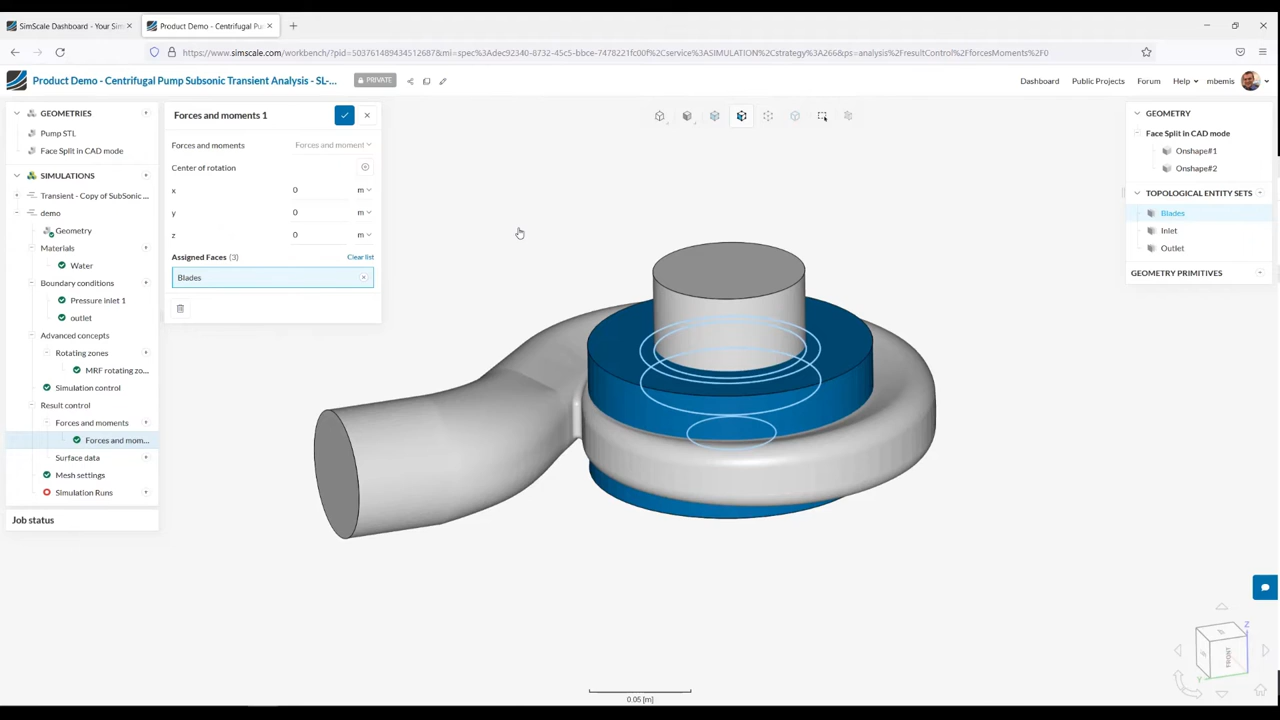 SimScale Dashboard - Your Sim
Product Demo - Centrifugal Pu
https://www.simscale.com/workbench/?pid=503761489434512687&mi=spec%3Adec92340-8732-45c5-bbce-7478221fc00f%2Cservice%3ASIMULATION%2Cstrategy%3A266&ps=analysis%2FresultControl%2FforcesMoments%2F0
Product Demo - Centrifugal Pump Subsonic Transient Analysis - SL-...
PRIVATE
Dashboard
Public Projects
Forum
Help
mbemis
GEOMETRIES
Pump STL
Face Split in CAD mode
SIMULATIONS
Transient - Copy of SubSonic ...
demo
Geometry
Materials
Water
Boundary conditions
Pressure inlet 1
outlet
Advanced concepts
Rotating zones
MRF rotating zo...
Simulation control
Result control
Forces and moments
Forces and mom...
Surface data
Mesh settings
Simulation Runs
Job status
Forces and moments 1
Forces and moments Forces and moment
Center of rotation
x 0 m
y 0 m
z 0 m
Assigned Faces (3) Clear list
Blades
GEOMETRY
Face Split in CAD mode
Onshape#1
Onshape#2
TOPOLOGICAL ENTITY SETS
Blades
Inlet
Outlet
GEOMETRY PRIMITIVES
0.05 [m]
Z
FRONT
Y